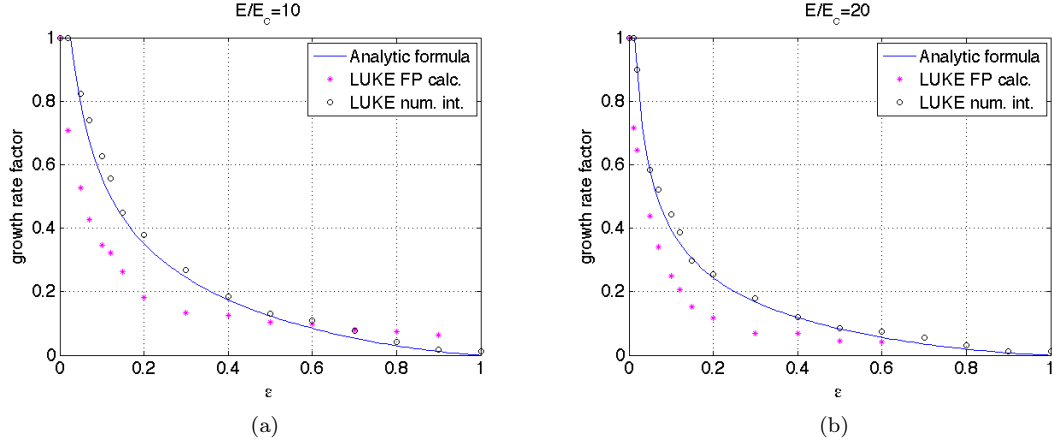 E/E_c=10
1
0.8
0.6
0.4
0.2
0
growth rate factor
Analytic formula
LUKE FP calc.
LUKE num. int.
0 0.2 0.4 0.6 0.8 1
ε
(a)
E/E_c=20
1
0.8
0.6
0.4
0.2
0
growth rate factor
Analytic formula
LUKE FP calc.
LUKE num. int.
0 0.2 0.4 0.6 0.8 1
ε
(b)